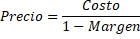 Precio = Costo / 1 − Margen